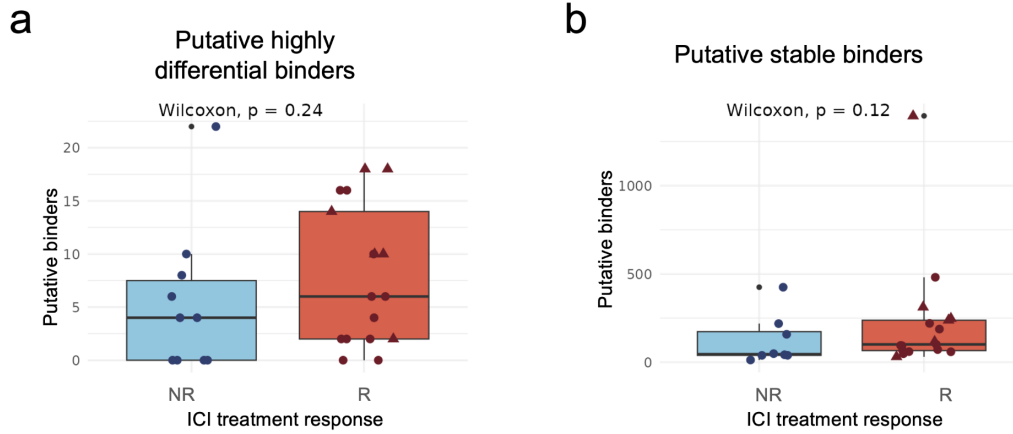 a
Putative highly
differential binders
Wilcoxon, p = 0.24
20
15
10
5
0
Putative binders
NR
R
ICI treatment response
b
Putative stable binders
Wilcoxon, p = 0.12
1000
500
0
Putative binders
NR
R
ICI treatment response